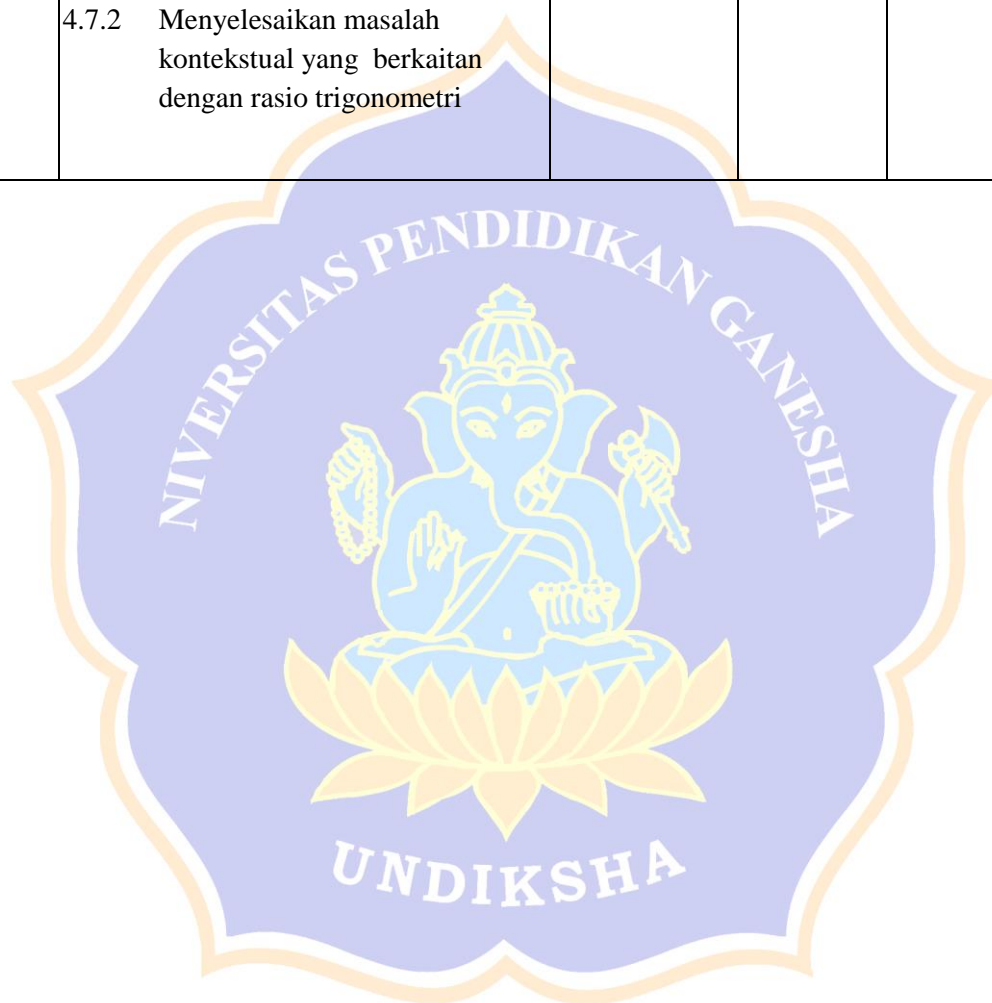 4.7.2 Menyelesaikan masalah
kontekstual yang berkaitan
dengan rasio trigonometri
NIVERSITAS PENDIDIKAN GANESHA
UNDIKSHA